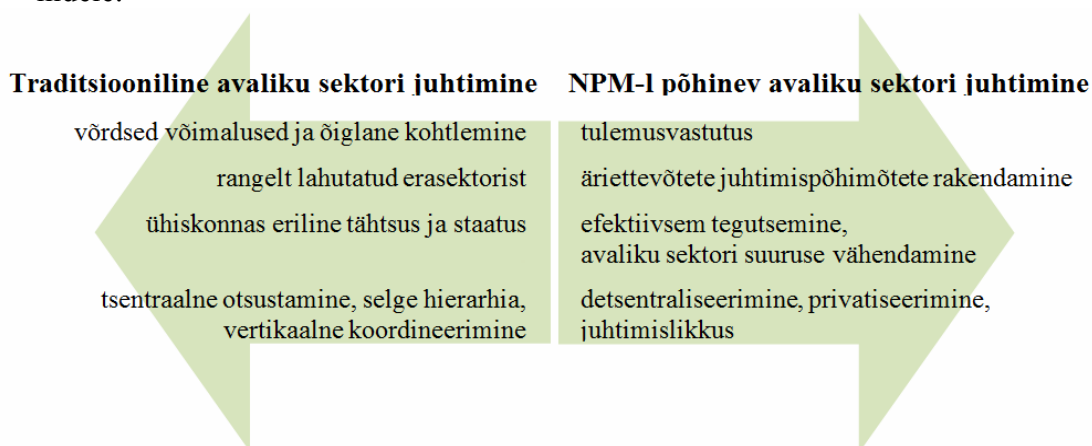 Traditsiooniline avaliku sektori juhtimine
võrdsed võimalused ja õiglane kohtlemine
rangelt lahutatud erasektorist
ühiskonnas eriline tähtsus ja staatus
tsentraalne otsustamine, selge hierarhia,
vertikaalne koordineerimine
NPM-l põhinev avaliku sektori juhtimine
tulemusvastutus
äriettevõtete juhtimispõhimõtete rakendamine
efektiivsem tegutsemine,
avaliku sektori suuruse vähendamine
detsentraliseerimine, privatiseerimine,
juhtimislikkus